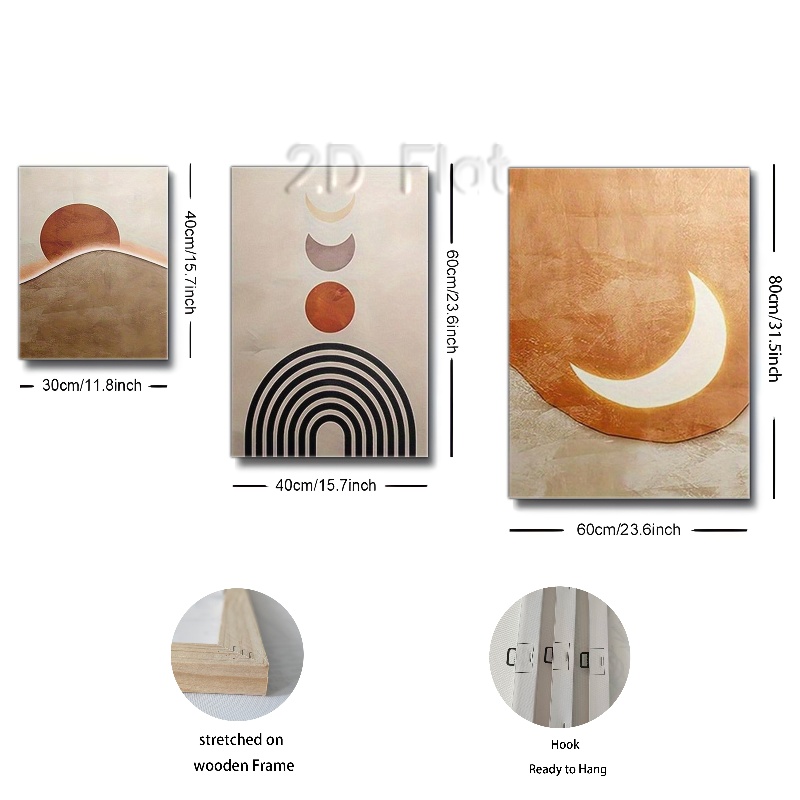 2D Flat
40cm/15.7inch
30cm/11.8inch
60cm/23.6inch
40cm/15.7inch
80cm/31.5inch
60cm/23.6inch
stretched on
wooden Frame
Hook
Ready to Hang